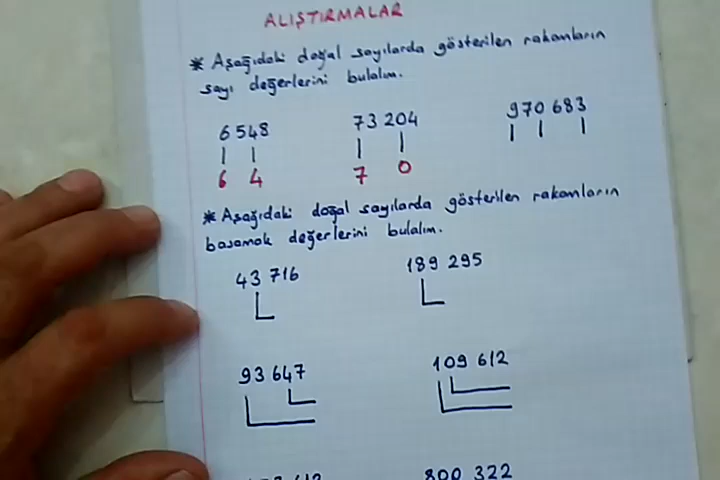 ALIŞTIRMALAR
* Aşağıdaki doğal sayılarda gösterilen rakamların
sayı değerlerini bulalım.
6548 73 204 970 683
6 4 7 0
* Aşağıdaki doğal sayılarda gösterilen rakamların
basamak değerlerini bulalım.
43 716 189 295
93 647 109 612
800 322